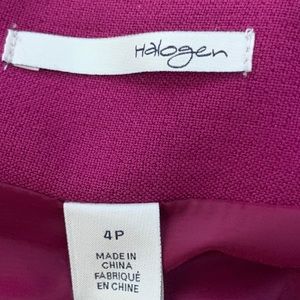 Halogen
4P
MADE IN
CHINA
FABRIQUÉ
EN CHINE